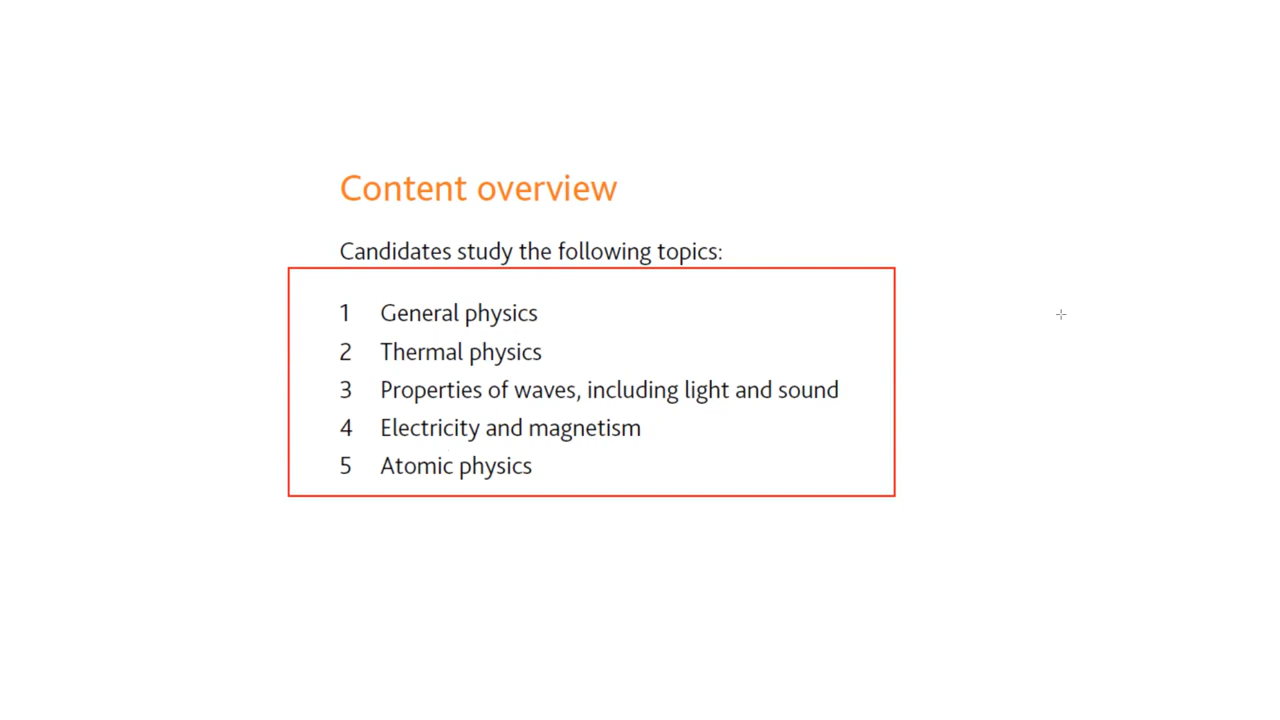 Content overview
Candidates study the following topics:
1 General physics
2 Thermal physics
3 Properties of waves, including light and sound
4 Electricity and magnetism
5 Atomic physics